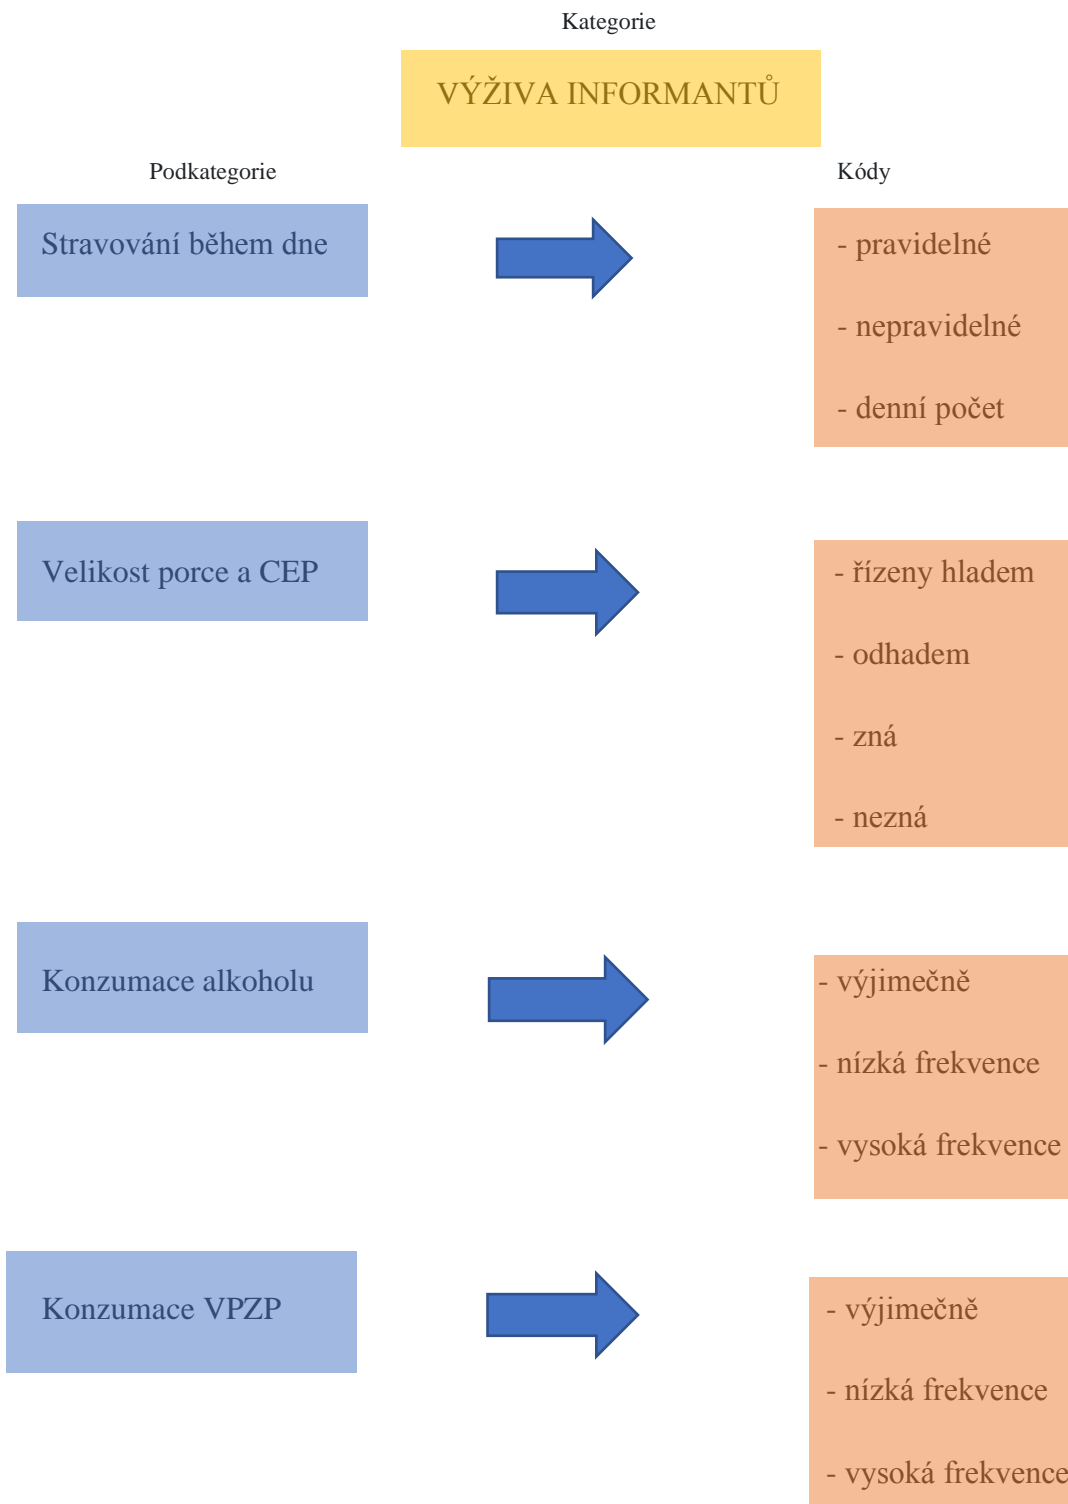 Kategorie
VÝŽIVA INFORMANTŮ
Podkategorie
Kódy
Stravování během dne
- pravidelné
- nepravidelné
- denní počet
Velikost porce a CEP
- řízeny hladem
- odhadem
- zná
- nezná
Konzumace alkoholu
- výjimečně
- nízká frekvence
- vysoká frekvence
Konzumace VPZP
- výjimečně
- nízká frekvence
- vysoká frekvence